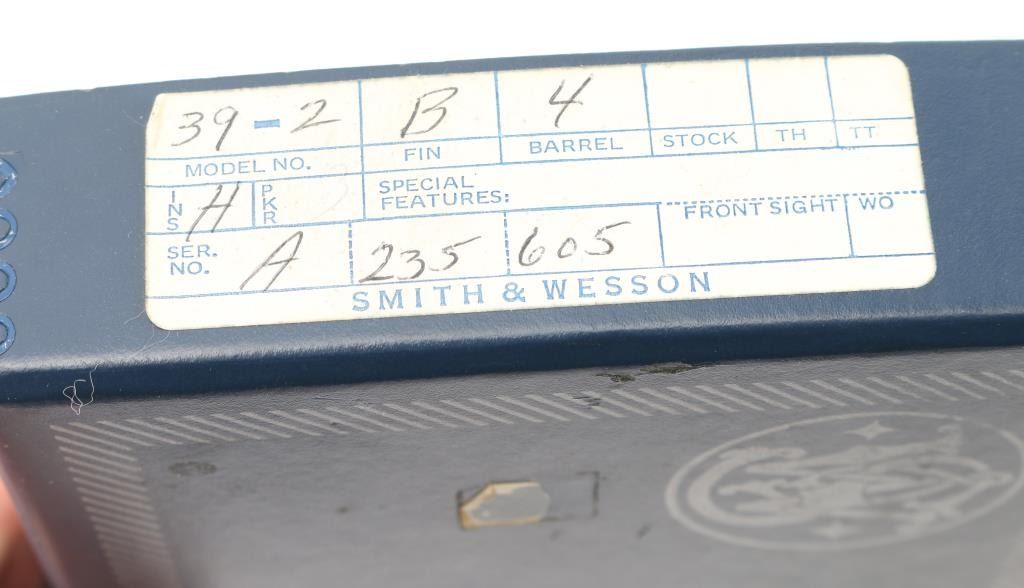 39-2 B 4
MODEL NO. FIN BARREL STOCK TH TT
INS H PKR SPECIAL FEATURES:
FRONT SIGHT WO
SER. NO. A 235 605
SMITH & WESSON